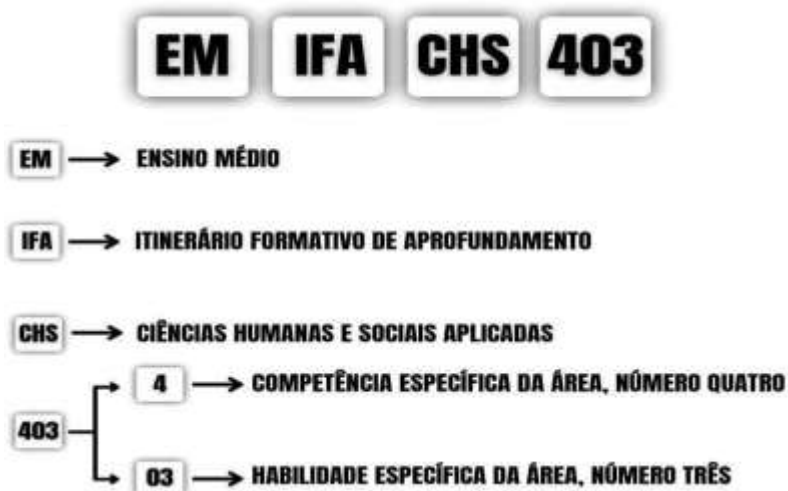 EM IFA CHS 403
EM ENSINO MÉDIO
IFA ITINERÁRIO FORMATIVO DE APROFUNDAMENTO
CHS CIÊNCIAS HUMANAS E SOCIAIS APLICADAS
4 COMPETÊNCIA ESPECÍFICA DA ÁREA, NÚMERO QUATRO
403
03 HABILIDADE ESPECÍFICA DA ÁREA, NÚMERO TRÊS